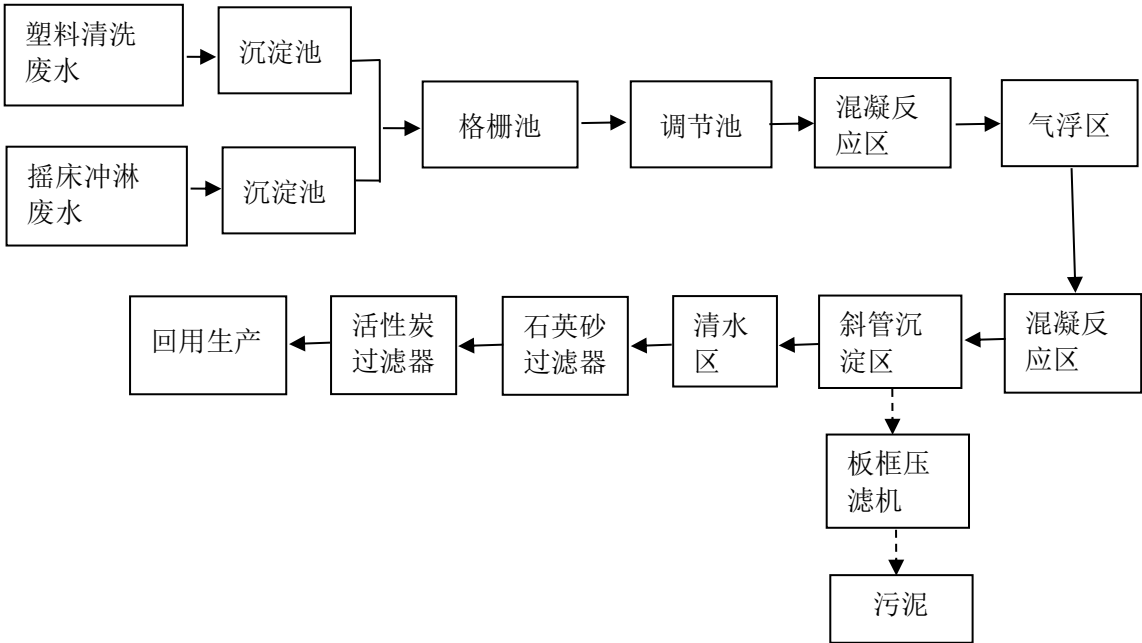 塑料清洗
废水
沉淀池
摇床冲淋
废水
沉淀池
格栅池
调节池
混凝反
应区
气浮区
混凝反
应区
斜管沉
淀区
清水
区
石英砂
过滤器
活性炭
过滤器
回用生产
板框压
滤机
污泥